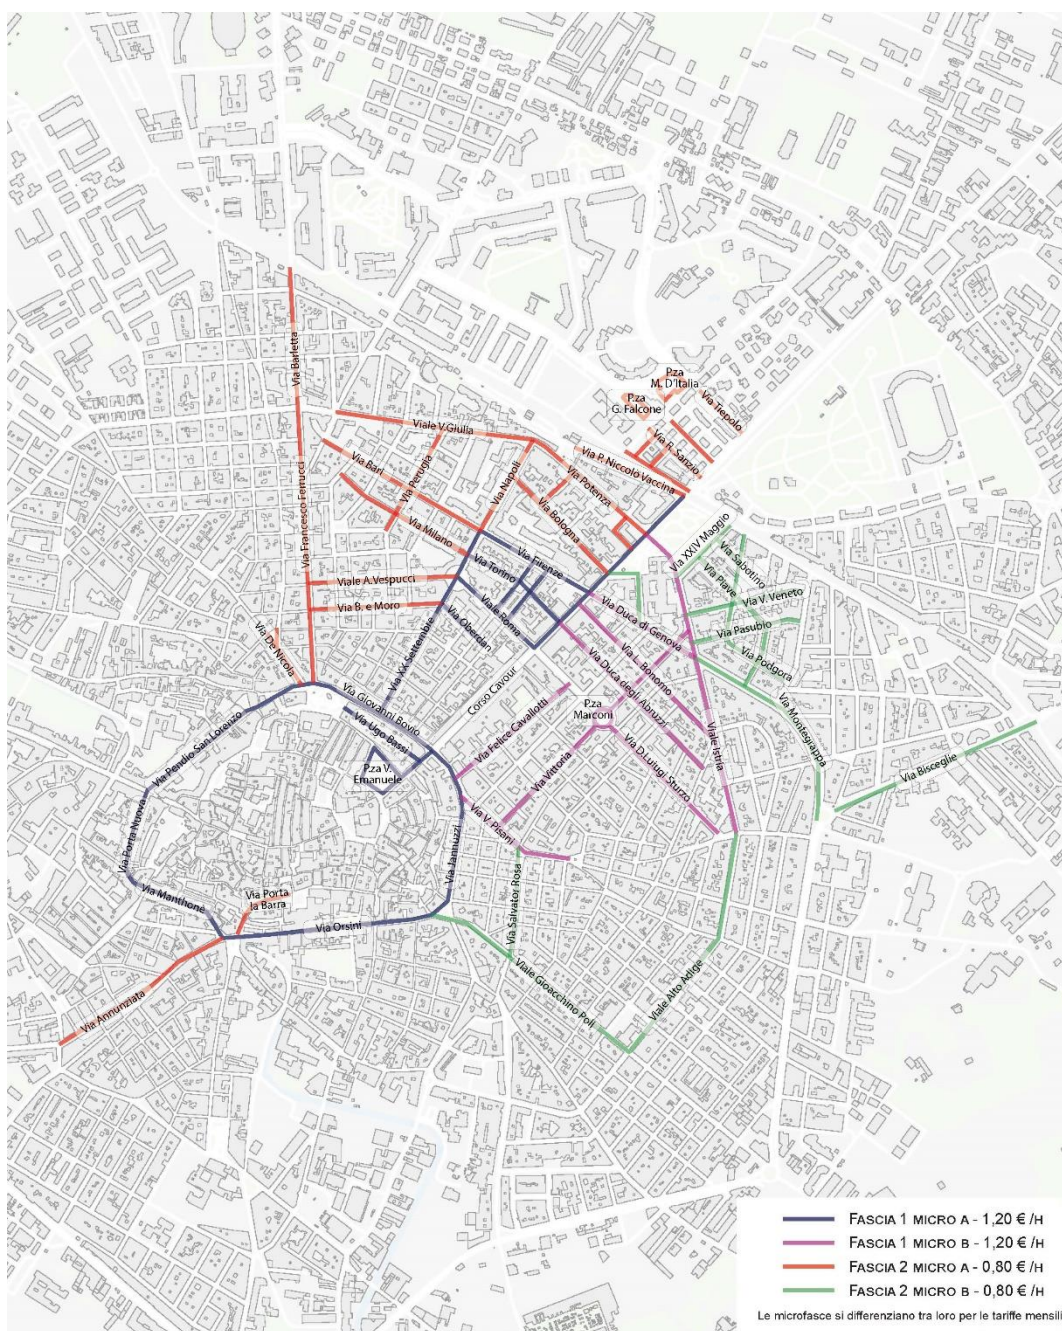 Via Barletta
P.za
M. D'Italia
P.za
G. Falcone
Via Tiepolo
Viale V.Giulia
Via R. Sanzio
Via Bari
Via Perugia
Via Napoli
Via P. Niccolo Vaccina
Via Potenza
Via Francesco Ferrucci
Via Bologna
Via Milano
Via XXIV Maggio
Via Firenze
Via Torino
Via Sabotino
Via Piave
Viale A.Vespucci
Via V. Veneto
Via B. e Moro
Viale Roma
Via Duca di Genova
Via Oberdan
Via Pasubio
Via De Nicola
Via XX Settembre
Via L. Bonomo
Via Podgora
Via Duca degli Abruzzi
Corso Cavour
Via Giovanni Bovio
Via Montegrappa
Via Pendio San Lorenzo
Via Ugo Bassi
Via Felice Cavallotti
P.za
Marconi
Viale Istria
P.za V.
Emanuele
Via Vittoria
Via D.Luiugi Sturzo
Via Bisceglie
Via Porta Nuova
Via V. Pisani
Via Jannuzzi
Via Manthonè
Via Porta
la Barra
Via Salvator Rosa
Via Orsini
Viale Gioacchino Poli
Viale Alto Adige
Via Annunziata
FASCIA 1 MICRO A - 1,20 € /H
FASCIA 1 MICRO B - 1,20 € /H
FASCIA 2 MICRO A - 0,80 € /H
FASCIA 2 MICRO B - 0,80 € /H
Le microfasce si differenziano tra loro per le tariffe mensili